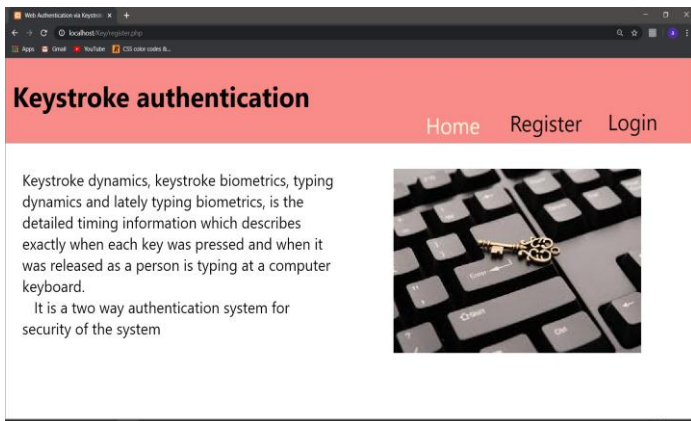 Web Authentication via Keystro
localhost/Key/register.php
Apps Gmail YouTube CSS color codes &...
Keystroke authentication
Home Register Login
Keystroke dynamics, keystroke biometrics, typing
dynamics and lately typing biometrics, is the
detailed timing information which describes
exactly when each key was pressed and when it
was released as a person is typing at a computer
keyboard.
It is a two way authentication system for
security of the system
Enter
Shift
Ctrl